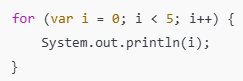 for (var i = 0; i < 5; i++) {
    System.out.println(i);
}